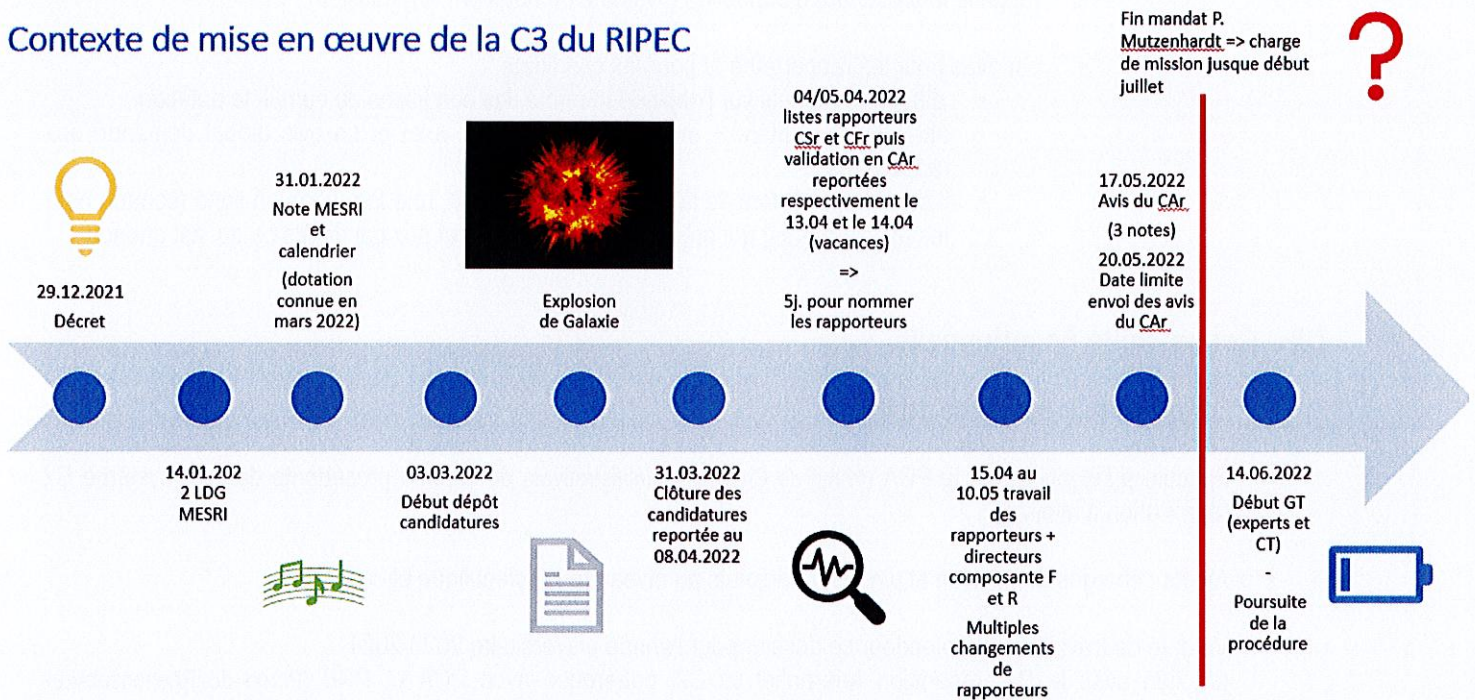 Contexte de mise en œuvre de la C3 du RIPEC
Fin mandat P.
Mutzenhardt => charge
de mission jusque début
juillet
29.12.2021
Décret
14.01.202
2 LDG
MESRI
31.01.2022
Note MESRI
et
calendrier
(dotation
connue en
mars 2022)
03.03.2022
Début dépôt
candidatures
Explosion
de Galaxie
31.03.2022
Clôture des
candidatures
reportée au
08.04.2022
04/05.04.2022
listes rapporteurs
CSr et CFr puis
validation en CAr
reportées
respectivement le
13.04 et le 14.04
(vacances)
=>
5j. pour nommer
les rapporteurs
15.04 au
10.05 travail
des
rapporteurs +
directeurs
composante F
et R
Multiples
changements
de
rapporteurs
17.05.2022
Avis du CAr
(3 notes)
20.05.2022
Date limite
envoi des avis
du CAr
14.06.2022
Début GT
(experts et
CT)
-
Poursuite
de la
procédure